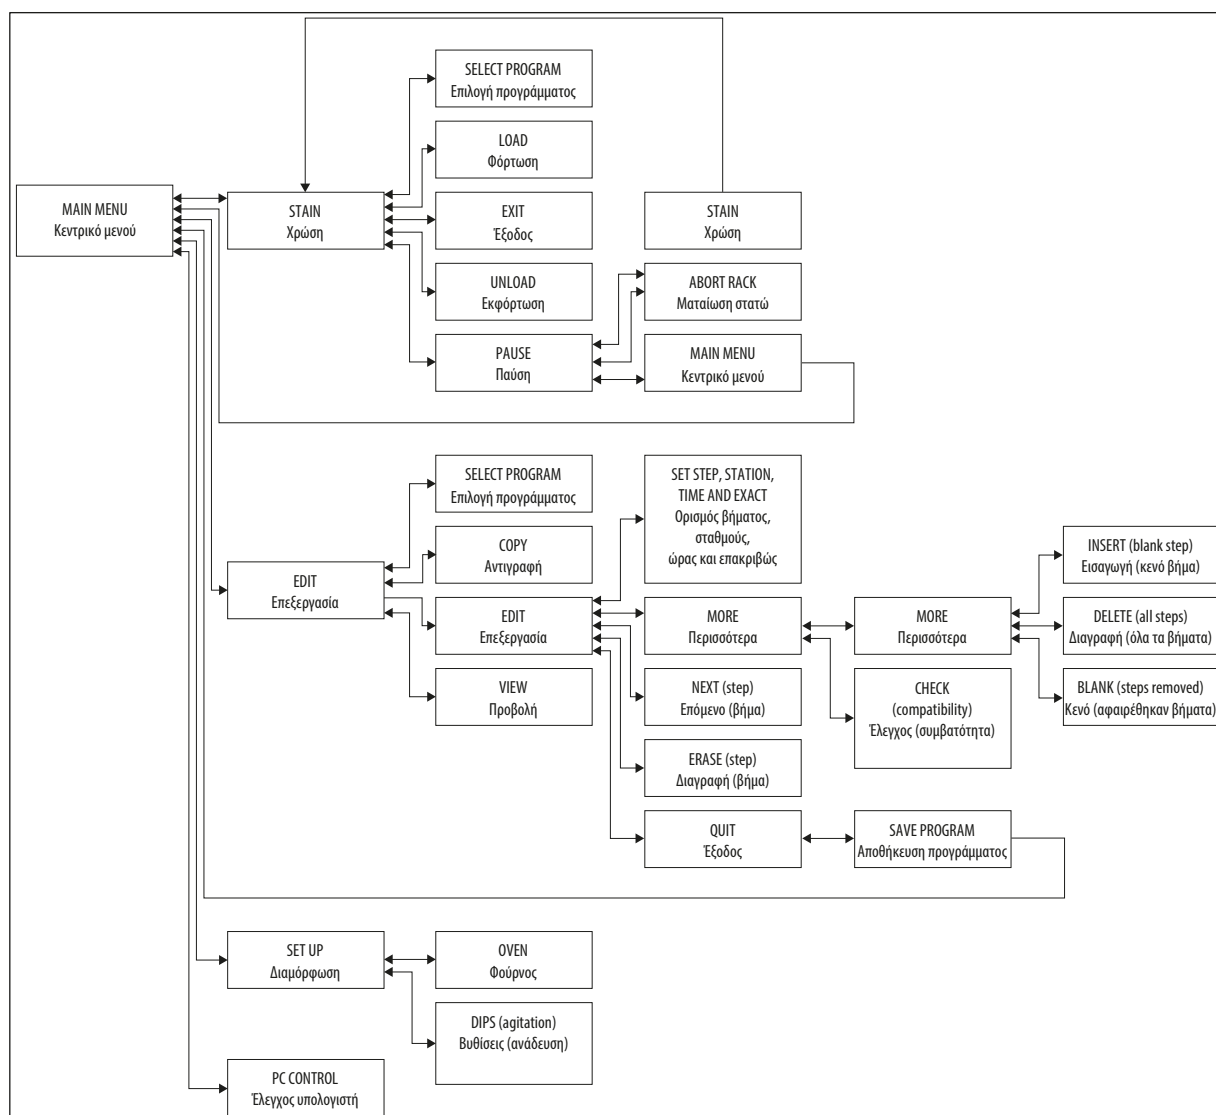 MAIN MENU
Κεντρικό μενού
STAIN
Χρώση
SELECT PROGRAM
Επιλογή προγράμματος
LOAD
Φόρτωση
EXIT
Έξοδος
UNLOAD
Εκφόρτωση
PAUSE
Παύση
STAIN
Χρώση
ABORT RACK
Ματαίωση στατώ
MAIN MENU
Κεντρικό μενού
EDIT
Επεξεργασία
SELECT PROGRAM
Επιλογή προγράμματος
COPY
Αντιγραφή
EDIT
Επεξεργασία
VIEW
Προβολή
SET STEP, STATION,
TIME AND EXACT
Ορισμός βήματος,
σταθμούς,
ώρας και επακριβώς
MORE
Περισσότερα
NEXT (step)
Επόμενο (βήμα)
ERASE (step)
Διαγραφή (βήμα)
QUIT
Έξοδος
MORE
Περισσότερα
CHECK
(compatibility)
Έλεγχος (συμβατότητα)
SAVE PROGRAM
Αποθήκευση προγράμματος
INSERT (blank step)
Εισαγωγή (κενό βήμα)
DELETE (all steps)
Διαγραφή (όλα τα βήματα)
BLANK (steps removed)
Κενό (αφαιρέθηκαν βήματα)
SET UP
Διαμόρφωση
OVEN
Φούρνος
DIPS (agitation)
Βυθίσεις (ανάδευση)
PC CONTROL
Έλεγχος υπολογιστή